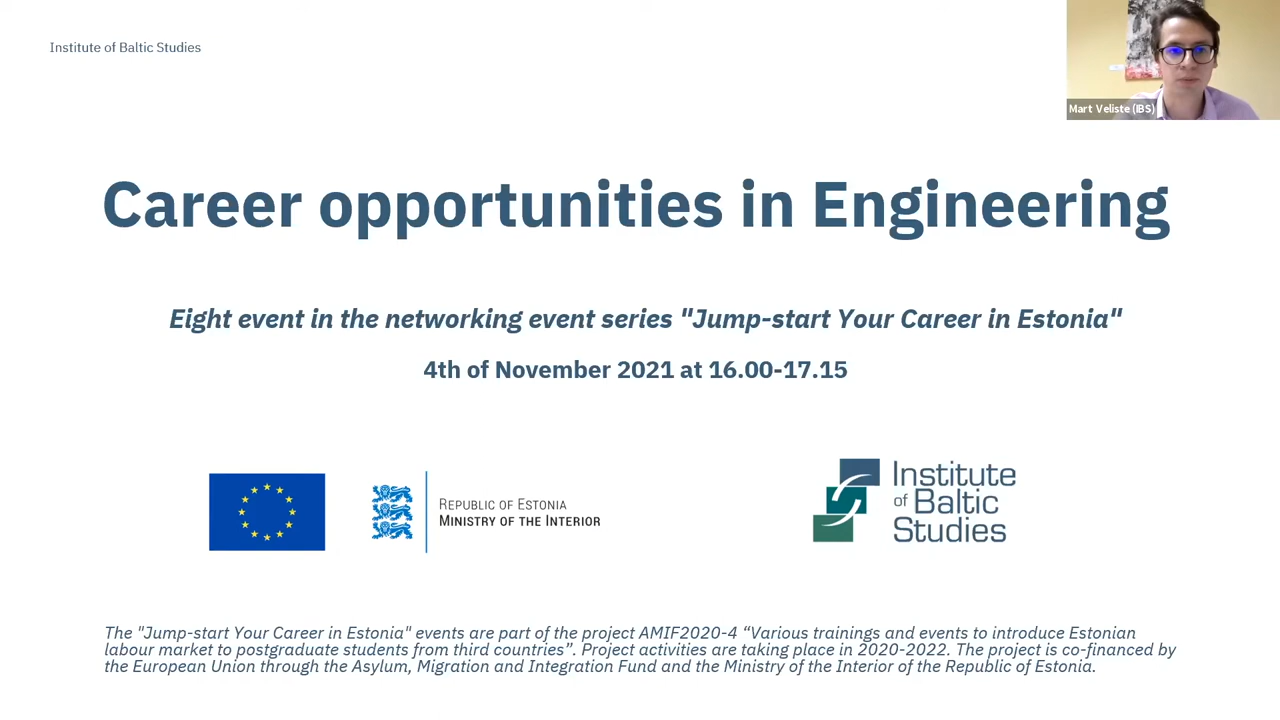 Institute of Baltic Studies
Mart Veliste (IBS)
Career opportunities in Engineering
Eight event in the networking event series "Jump-start Your Career in Estonia"
4th of November 2021 at 16.00-17.15
REPUBLIC OF ESTONIA
MINISTRY OF THE INTERIOR
Institute
of Baltic
Studies
The "Jump-start Your Career in Estonia" events are part of the project AMIF2020-4 “Various trainings and events to introduce Estonian
labour market to postgraduate students from third countries”. Project activities are taking place in 2020-2022. The project is co-financed by
the European Union through the Asylum, Migration and Integration Fund and the Ministry of the Interior of the Republic of Estonia.